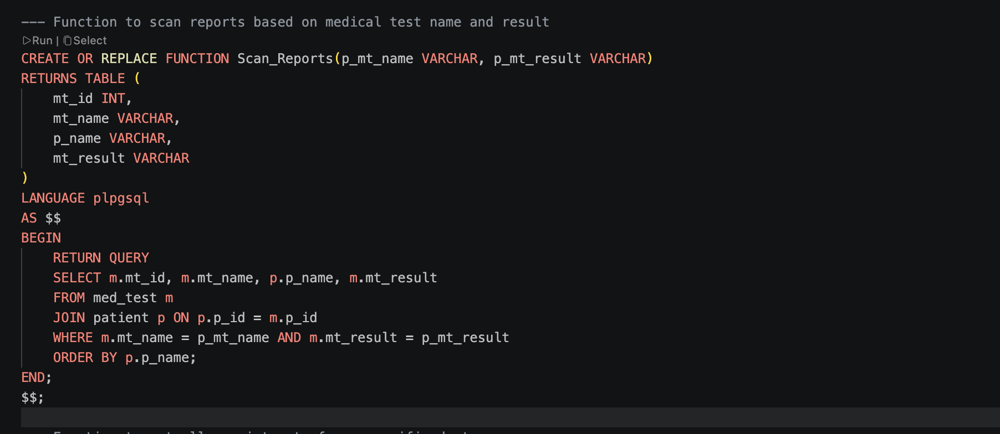 --- Function to scan reports based on medical test name and result
Run | Select
CREATE OR REPLACE FUNCTION Scan_Reports(p_mt_name VARCHAR, p_mt_result VARCHAR)
RETURNS TABLE (
    mt_id INT,
    mt_name VARCHAR,
    p_name VARCHAR,
    mt_result VARCHAR
)
LANGUAGE plpgsql
AS $$
BEGIN
    RETURN QUERY
    SELECT m.mt_id, m.mt_name, p.p_name, m.mt_result
    FROM med_test m
    JOIN patient p ON p.p_id = m.p_id
    WHERE m.mt_name = p_mt_name AND m.mt_result = p_mt_result
    ORDER BY p.p_name;
END;
$$;